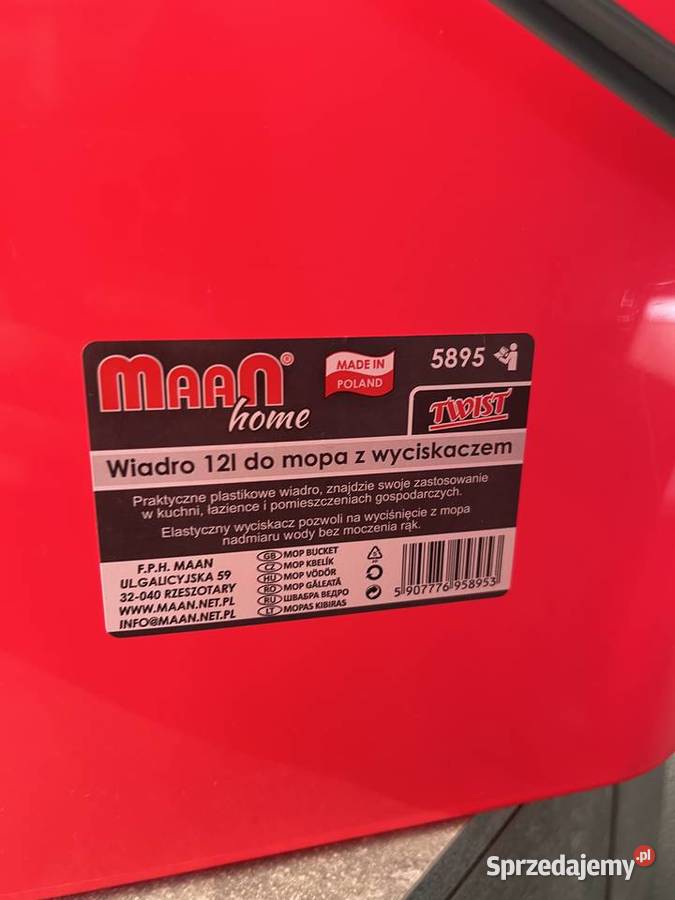 MAAN®
home
MADE IN
POLAND
5895
TWIST
Wiadro 12l do mopa z wyciskaczem
Praktyczne plastikowe wiadro, znajdzie swoje zastosowanie
w kuchni, łazience i pomieszczeniach gospodarczych.
Elastyczny wyciskacz pozwoli na wyciśnięcie z mopa
nadmiaru wody bez moczenia rąk.
F.P.H. MAAN
UL.GALICYJSKA 59
32-040 RZESZOTARY
WWW.MAAN.NET.PL
INFO@MAAN.NET.PL
GB MOP BUCKET
CZ MOP KBELÍK
HU MOP VÖDÖR
RO MOP GĂLEATĂ
RU ШВАБРА ВЕДРО
LT MOPAS KIBIRAS
5 907776 958953
Sprzedajemy.pl